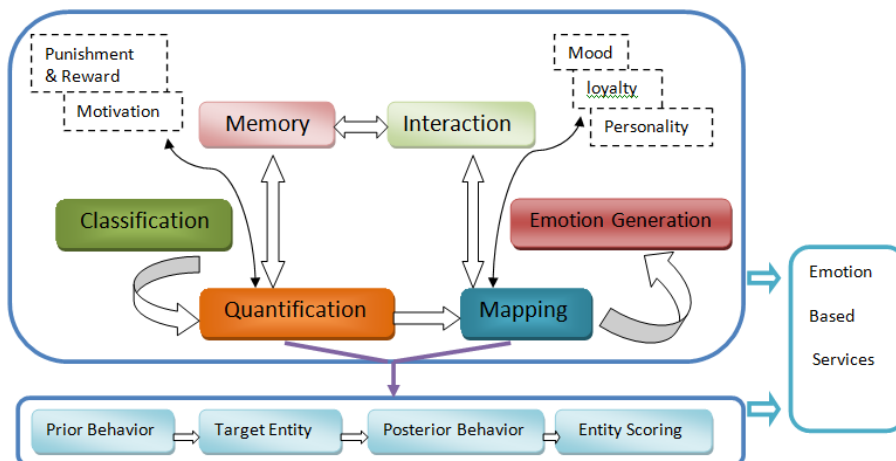 Punishment
& Reward
Motivation
Mood
loyalty
Personality
Memory
Interaction
Classification
Emotion Generation
Quantification
Mapping
Emotion
Based
Services
Prior Behavior
Target Entity
Posterior Behavior
Entity Scoring